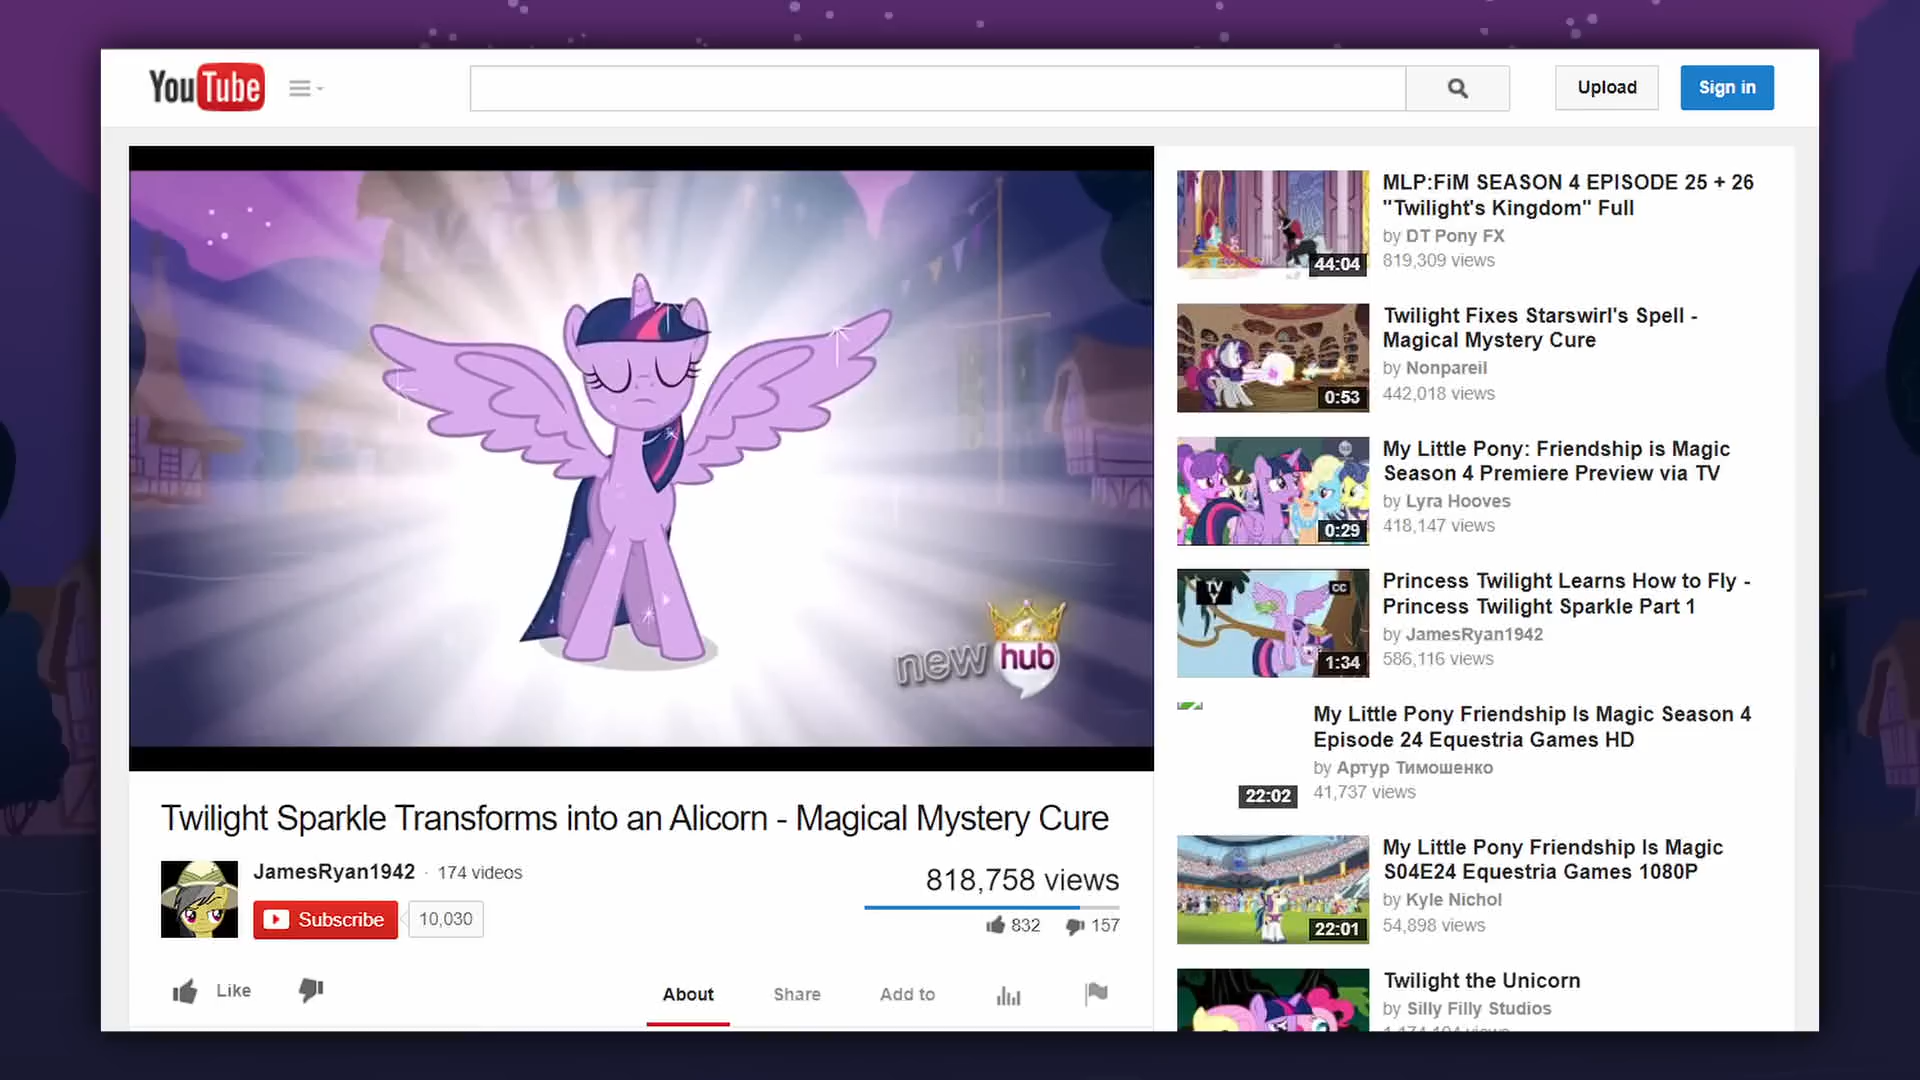 YouTube
Upload
Sign in
new hub
MLP:FiM SEASON 4 EPISODE 25 + 26
"Twilight's Kingdom" Full
by DT Pony FX
819,309 views
44:04
Twilight Fixes Starswirl's Spell -
Magical Mystery Cure
by Nonpareil
442,018 views
0:53
My Little Pony: Friendship is Magic
Season 4 Premiere Preview via TV
by Lyra Hooves
418,147 views
0:29
TV Y
CC
Princess Twilight Learns How to Fly -
Princess Twilight Sparkle Part 1
by JamesRyan1942
586,116 views
1:34
My Little Pony Friendship Is Magic Season 4
Episode 24 Equestria Games HD
by Артур Тимошенко
41,737 views
22:02
My Little Pony Friendship Is Magic
S04E24 Equestria Games 1080P
by Kyle Nichol
54,898 views
22:01
Twilight the Unicorn
by Silly Filly Studios
Twilight Sparkle Transforms into an Alicorn - Magical Mystery Cure
JamesRyan1942 · 174 videos
Subscribe 10,030
818,758 views
832 157
Like
About Share Add to